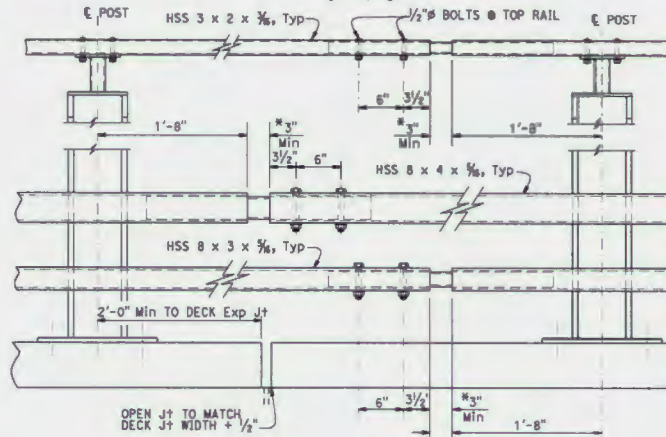 ℄ POST
HSS 3 x 2 x 3/16, Typ
1/2"ø BOLTS @ TOP RAIL
℄ POST
6"
3 1/2"
1'-8"
*3"
Min
*3"
Min
1'-8"
3 1/2"
6"
HSS 8 x 4 x 5/16, Typ
HSS 8 x 3 x 5/16, Typ
2'-0" Min TO DECK Exp Jt
OPEN Jt TO MATCH
DECK Jt WIDTH + 1/2"
6"
3 1/2"
*3"
Min
1'-8"